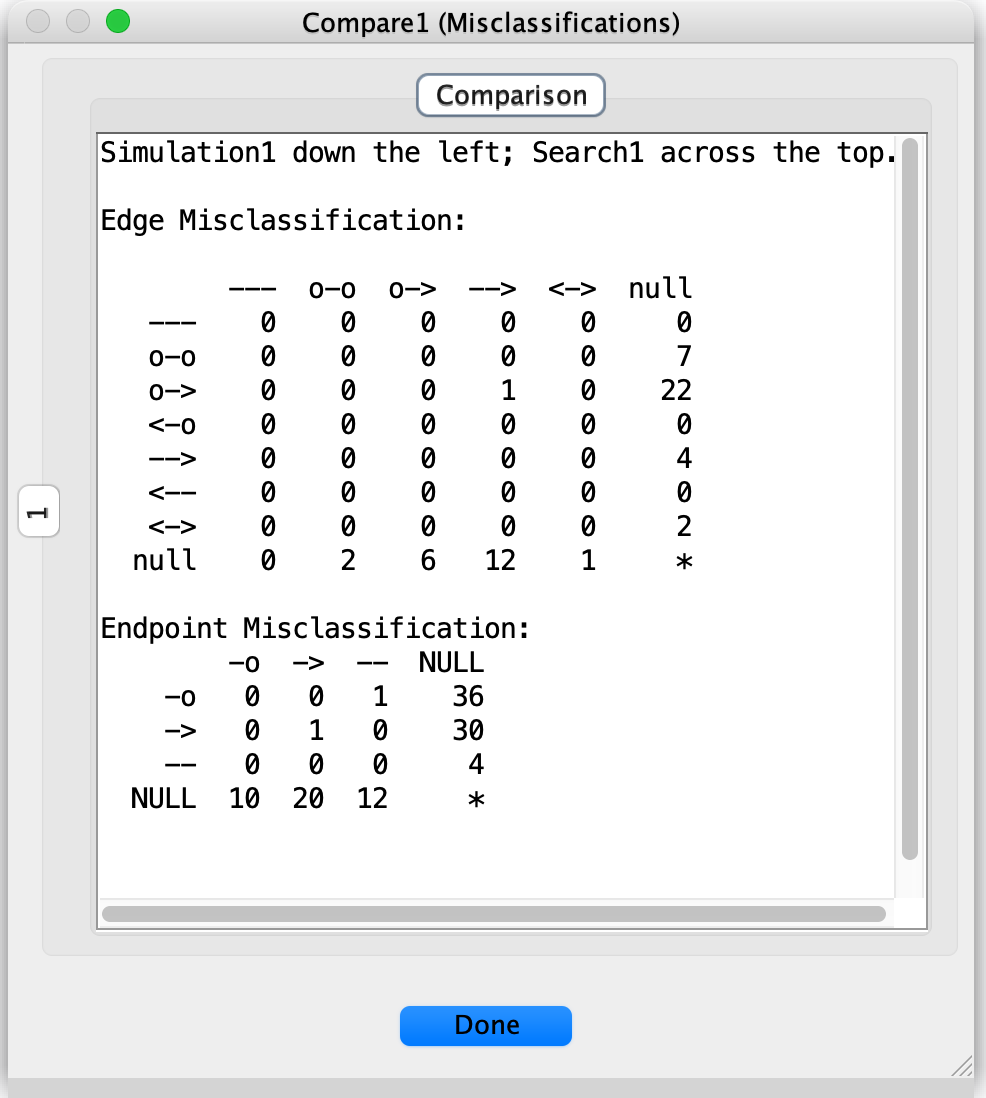 Compare1 (Misclassifications)
Comparison
Simulation1 down the left; Search1 across the top.
Edge Misclassification:
--- o-o o-> --> <-> null
--- 0 0 0 0 0 0
o-o 0 0 0 0 0 7
o-> 0 0 0 1 0 22
<-o 0 0 0 0 0 0
--> 0 0 0 0 0 4
<-- 0 0 0 0 0 0
<-> 0 0 0 0 0 2
null 0 2 6 12 1 *
Endpoint Misclassification:
-o -> -- NULL
-o 0 0 1 36
-> 0 1 0 30
-- 0 0 0 4
NULL 10 20 12 *
1
Done